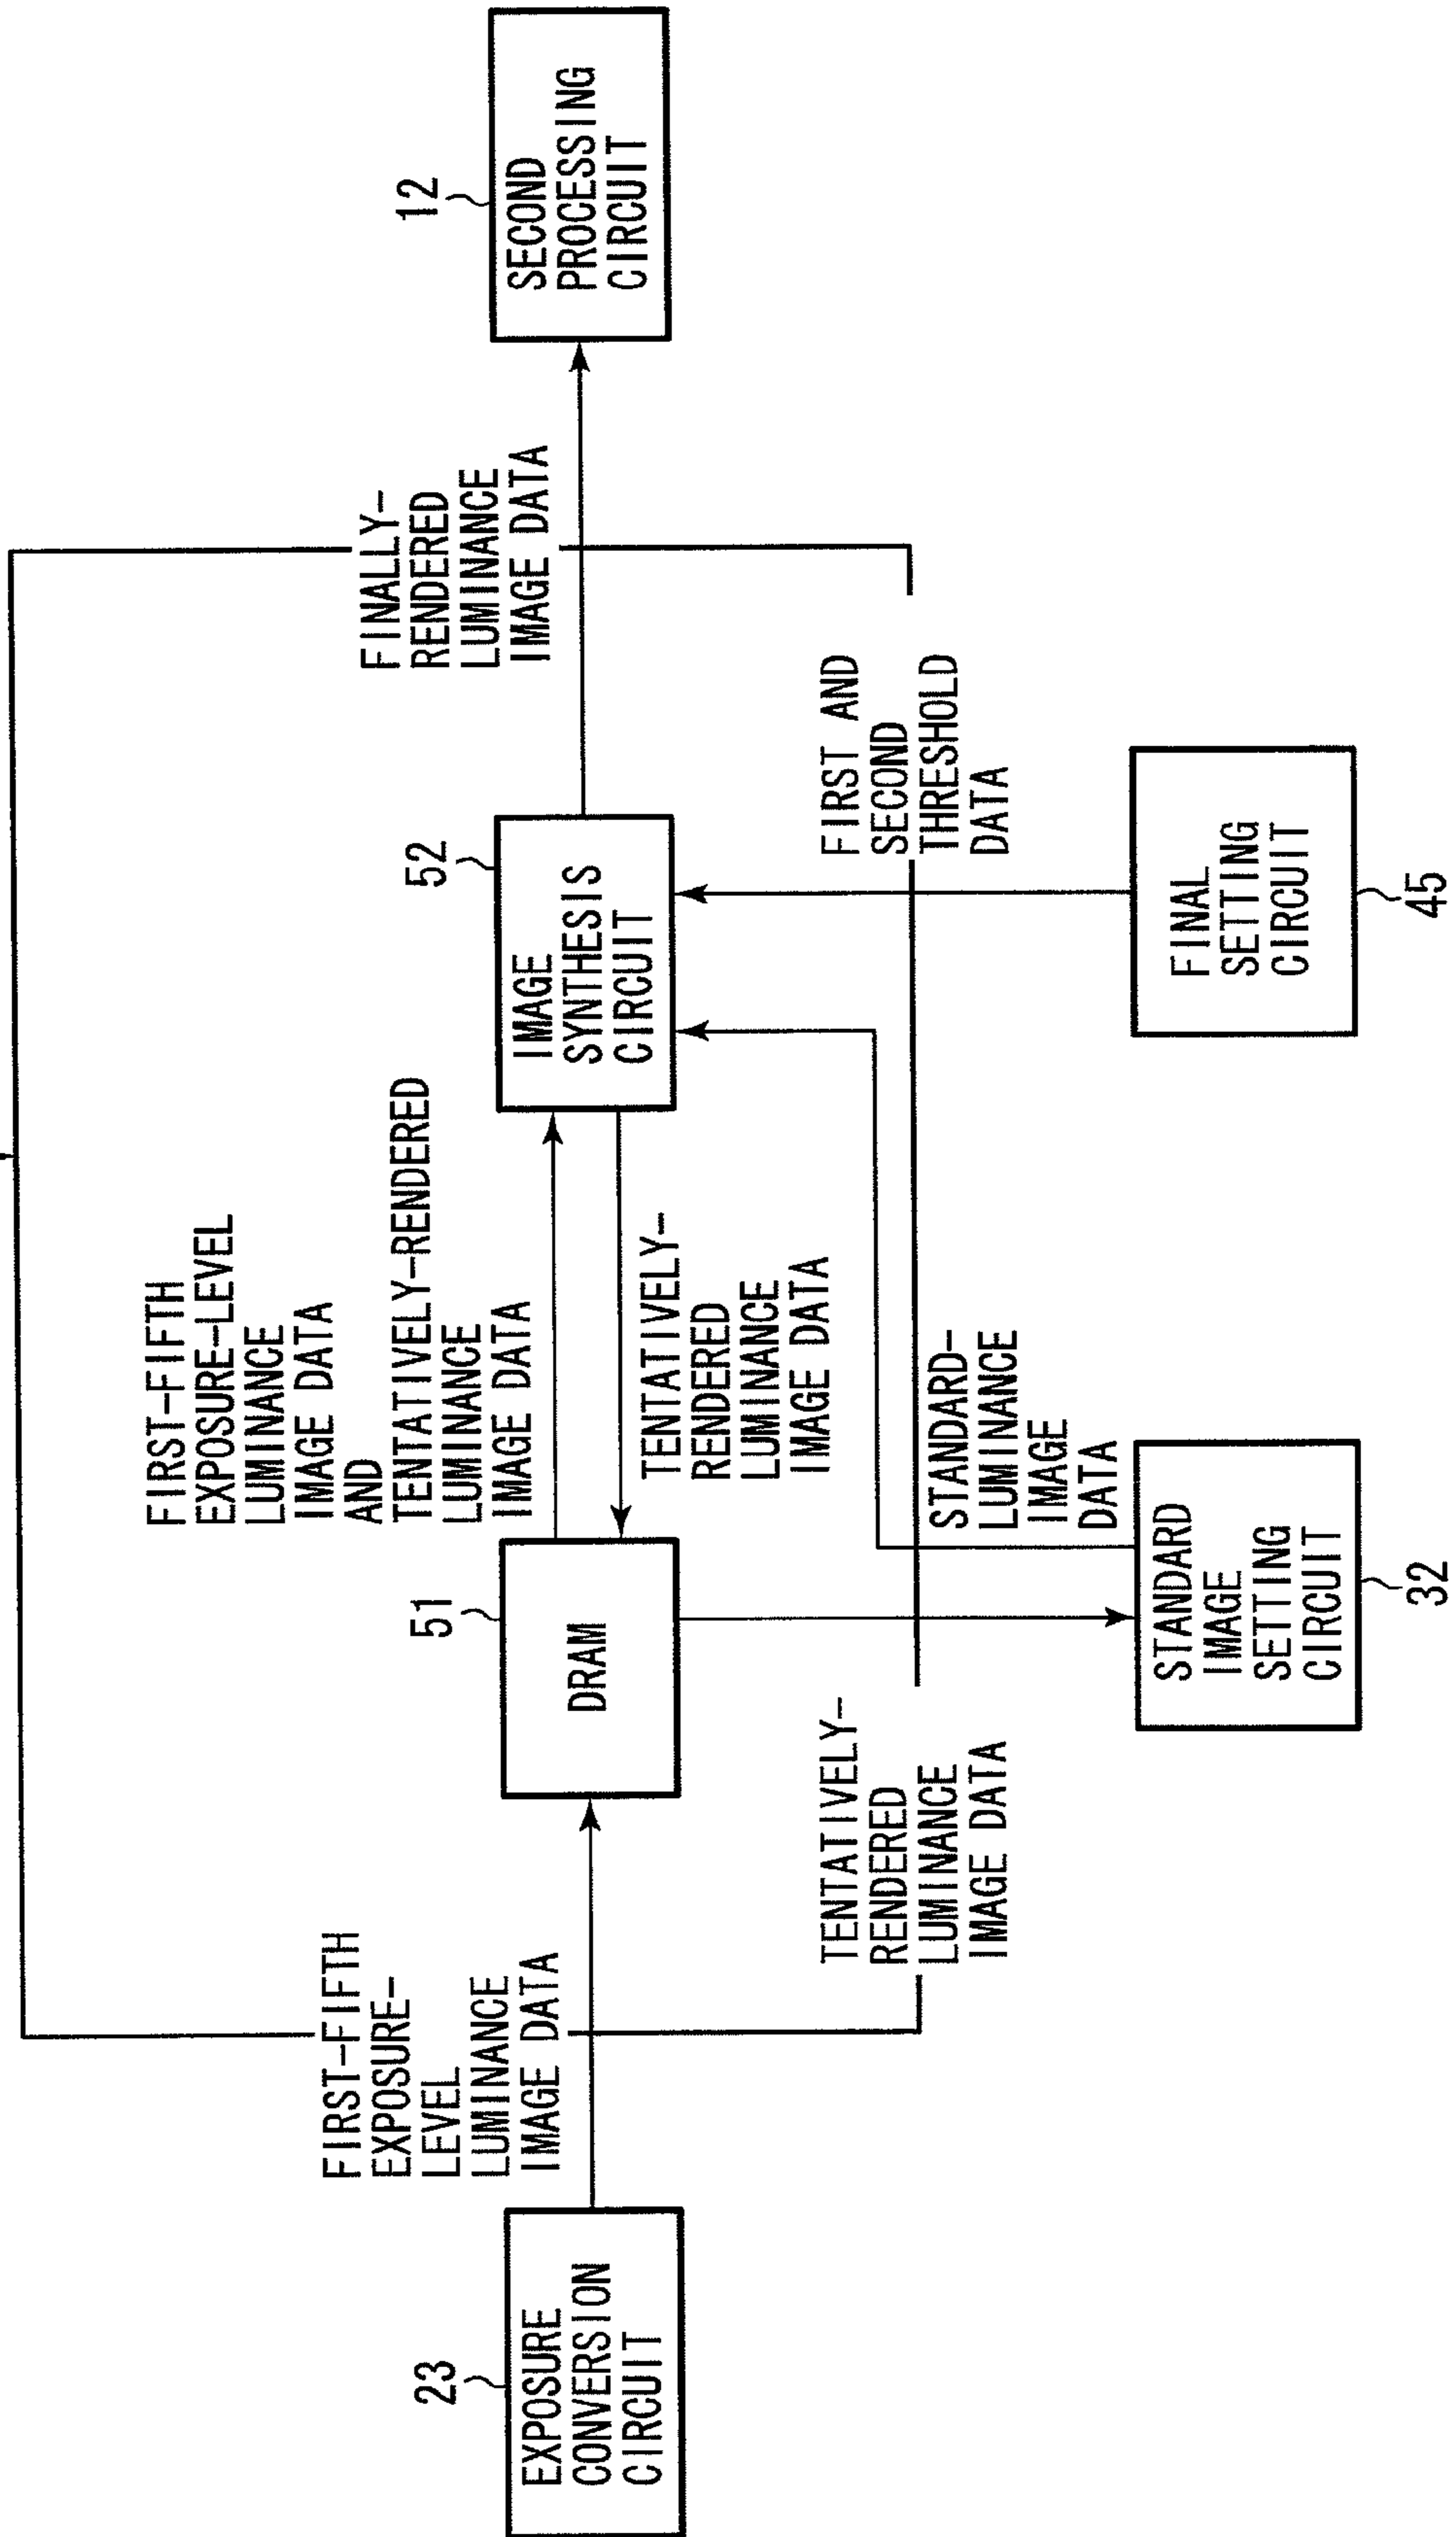 FIRST-FIFTH
EXPOSURE-LEVEL
LUMINANCE
IMAGE DATA
AND
TENTATIVELY-RENDERED
LUMINANCE
IMAGE DATA
FIRST-FIFTH
EXPOSURE-
LEVEL
LUMINANCE
IMAGE DATA
FINALLY-
RENDERED
LUMINANCE
IMAGE DATA
23
EXPOSURE
CONVERSION
CIRCUIT
51
DRAM
52
IMAGE
SYNTHESIS
CIRCUIT
12
SECOND
PROCESSING
CIRCUIT
TENTATIVELY-
RENDERED
LUMINANCE
IMAGE DATA
TENTATIVELY-
RENDERED
LUMINANCE
IMAGE DATA
STANDARD-
LUMINANCE
IMAGE
DATA
FIRST AND
SECOND
THRESHOLD
DATA
STANDARD
IMAGE
SETTING
CIRCUIT
32
FINAL
SETTING
CIRCUIT
45